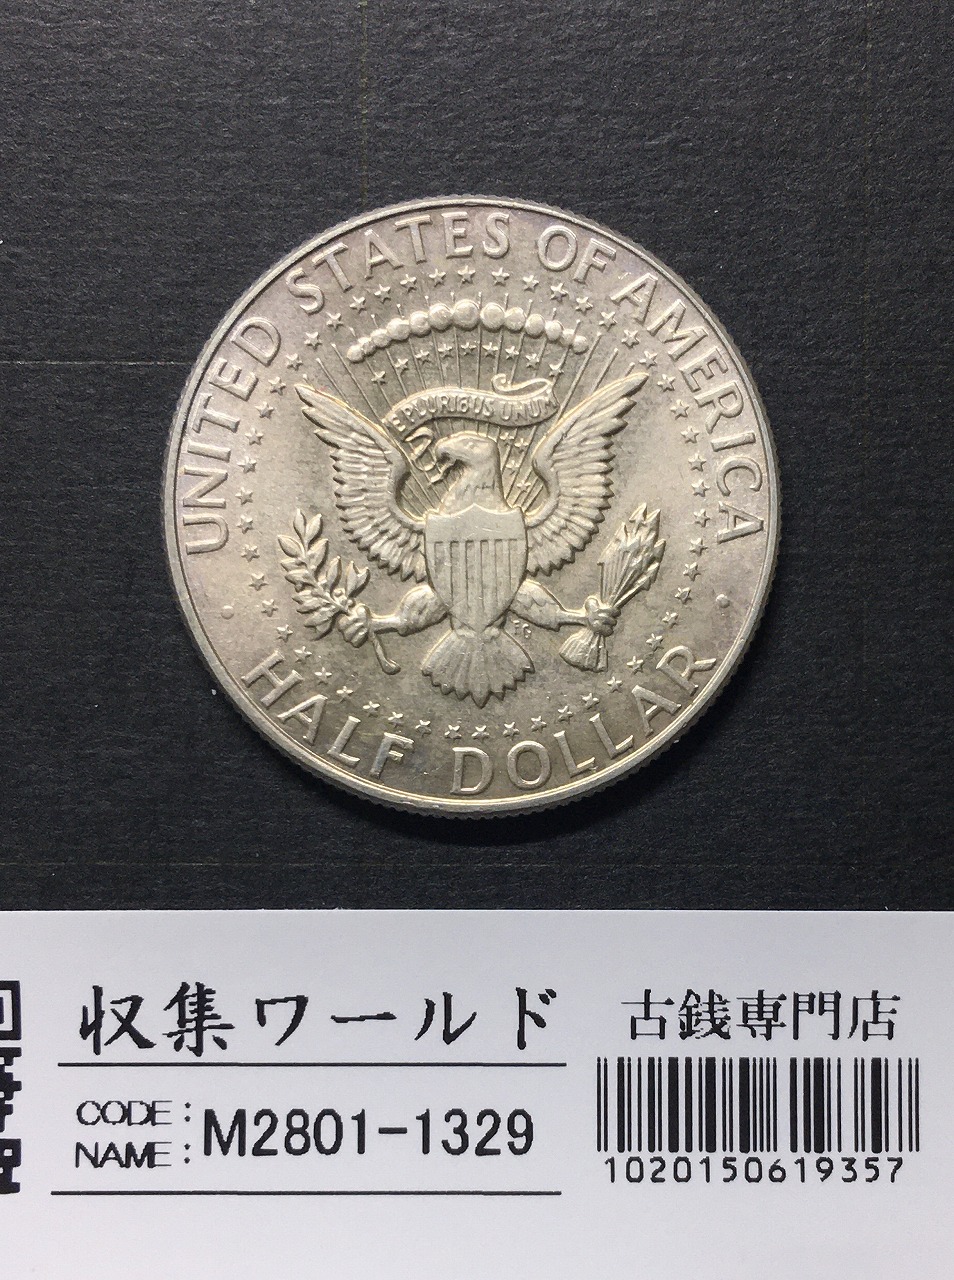 UNITED STATES OF AMERICA
E PLURIBUS UNUM
FG
HALF DOLLAR
収集ワールド
古銭専門店
CODE:
NAME: M2801-1329
1020150619357